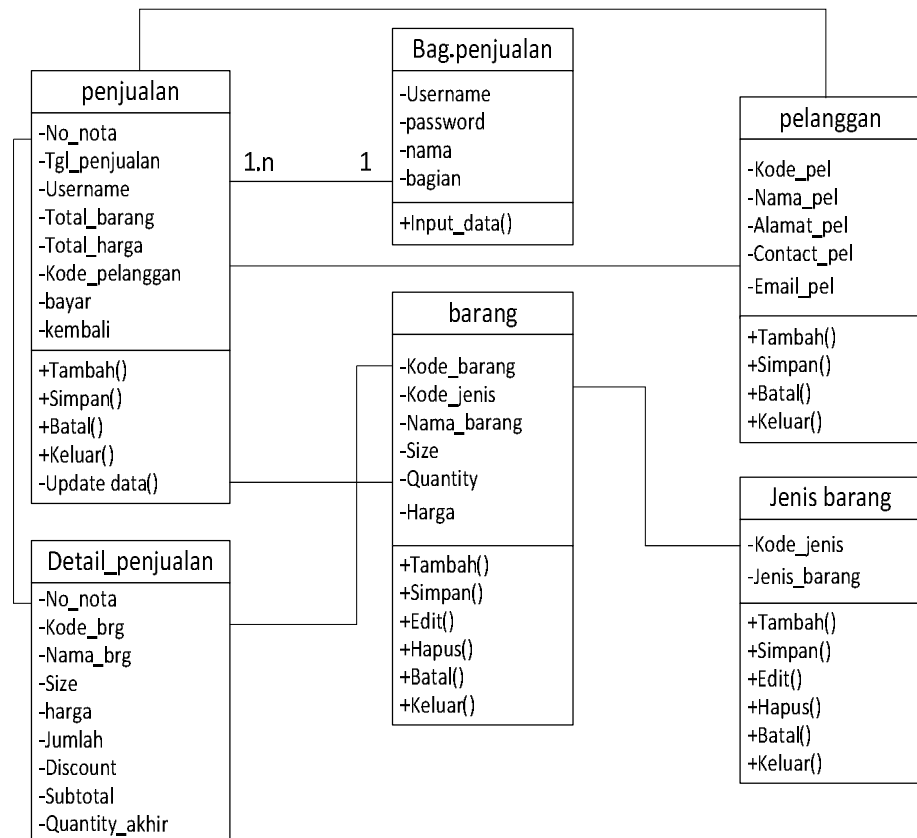 penjualan
-No_nota
-Tgl_penjualan
-Username
-Total_barang
-Total_harga
-Kode_pelanggan
-bayar
-kembali
+Tambah()
+Simpan()
+Batal()
+Keluar()
-Update data()
1.n
1
Bag.penjualan
-Username
-password
-nama
-bagian
+Input_data()
pelanggan
-Kode_pel
-Nama_pel
-Alamat_pel
-Contact_pel
-Email_pel
+Tambah()
+Simpan()
+Batal()
+Keluar()
barang
-Kode_barang
-Kode_jenis
-Nama_barang
-Size
-Quantity
-Harga
+Tambah()
+Simpan()
+Edit()
+Hapus()
+Batal()
+Keluar()
Jenis barang
-Kode_jenis
-Jenis_barang
+Tambah()
+Simpan()
+Edit()
+Hapus()
+Batal()
+Keluar()
Detail_penjualan
-No_nota
-Kode_brg
-Nama_brg
-Size
-harga
-Jumlah
-Discount
-Subtotal
-Quantity_akhir